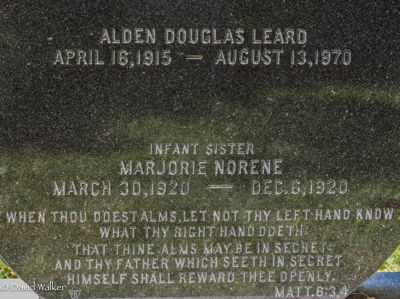 ALDEN DOUGLAS LEARD
APRIL 16, 1915 — AUGUST 13, 1970
INFANT SISTER
MARJORIE NORENE
MARCH 30, 1920 — DEC. 6, 1920
WHEN THOU DOEST ALMS, LET NOT THY LEFT HAND KNOW
WHAT THY RIGHT HAND DOETH:
THAT THINE ALMS MAY BE IN SECRET:
AND THY FATHER WHICH SEETH IN SECRET
HIMSELF SHALL REWARD THEE OPENLY.
MATT. 6:3,4
© David Walker